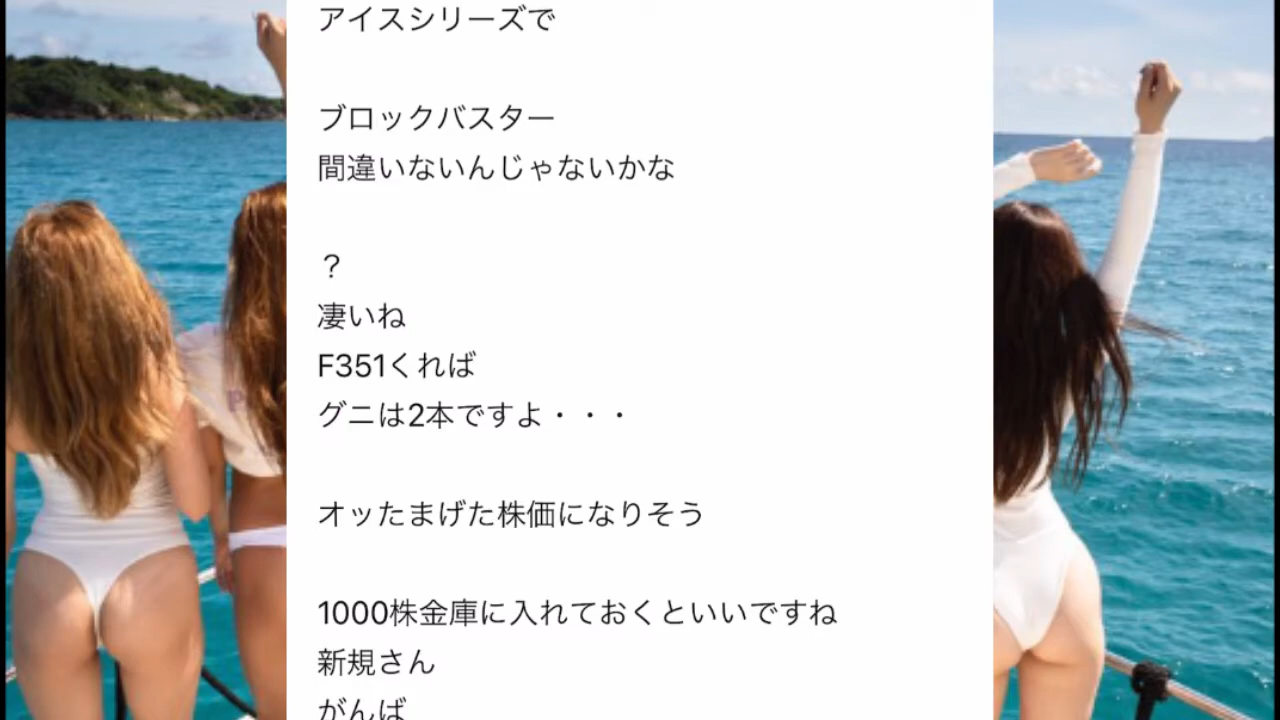 アイスシリーズで
ブロックバスター
間違いないんじゃないかな
？
凄いね
F351くれば
グニは2本ですよ・・・
オッたまげた株価になりそう
1000株金庫に入れておくといいですね
新規さん
がんば